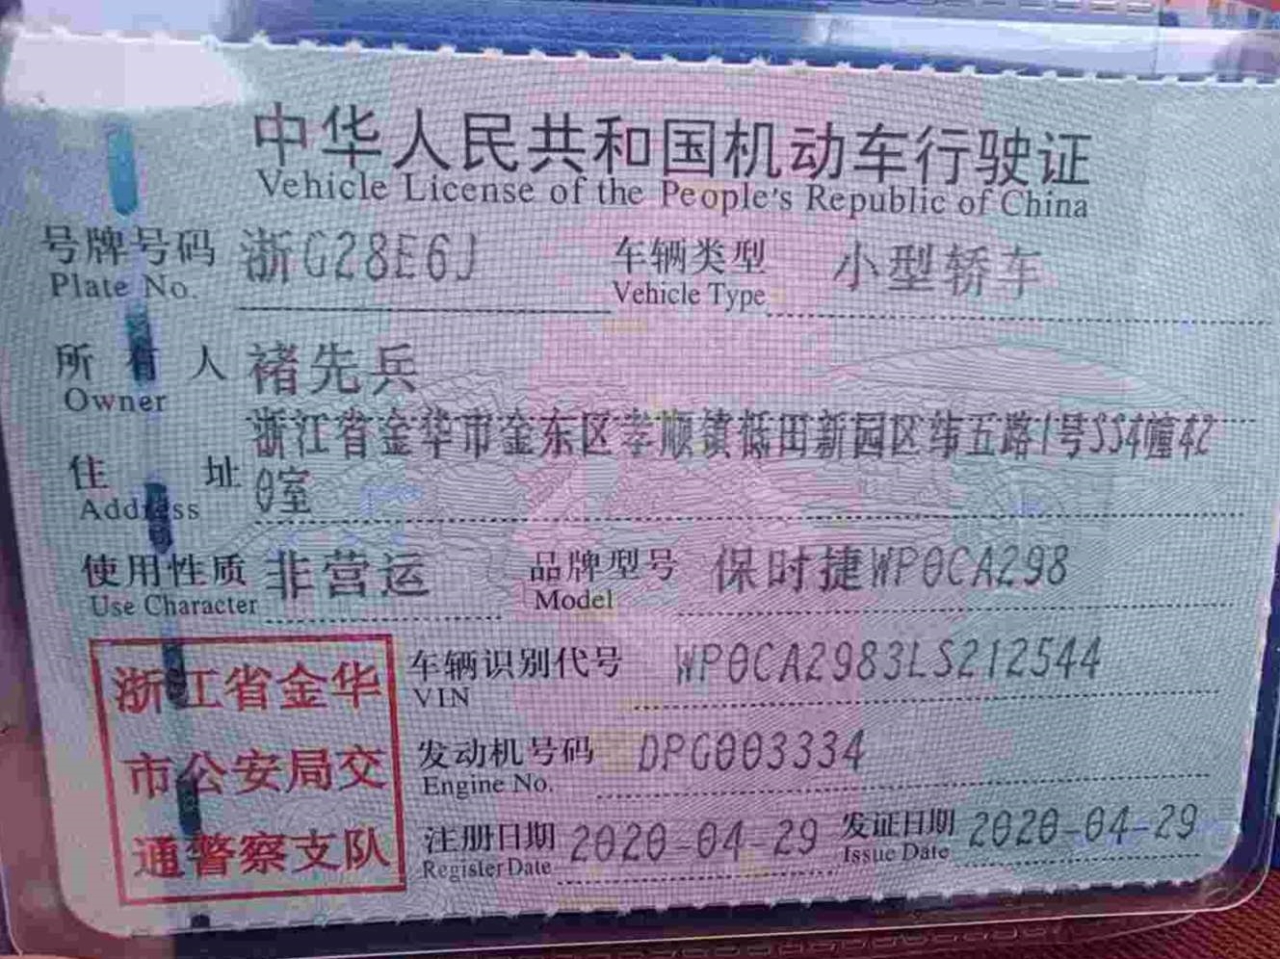 中华人民共和国机动车行驶证
Vehicle License of the People's Republic of China
号牌号码 浙G28E6J 车辆类型 小型轿车
Plate No. Vehicle Type
所有人 褚先兵
Owner
浙江省金华市金东区孝顺镇低田新园区纬五路1号SS4幢42
住址 0室
Address
使用性质 非营运 品牌型号 保时捷WP0CA298
Use Character Model
浙江省金华 车辆识别代号 WP0CA2983LS212544
VIN
市公安局交 发动机号码 DPG003334
Engine No.
通警察支队 注册日期 2020-04-29 发证日期 2020-04-29
Register Date Issue Date